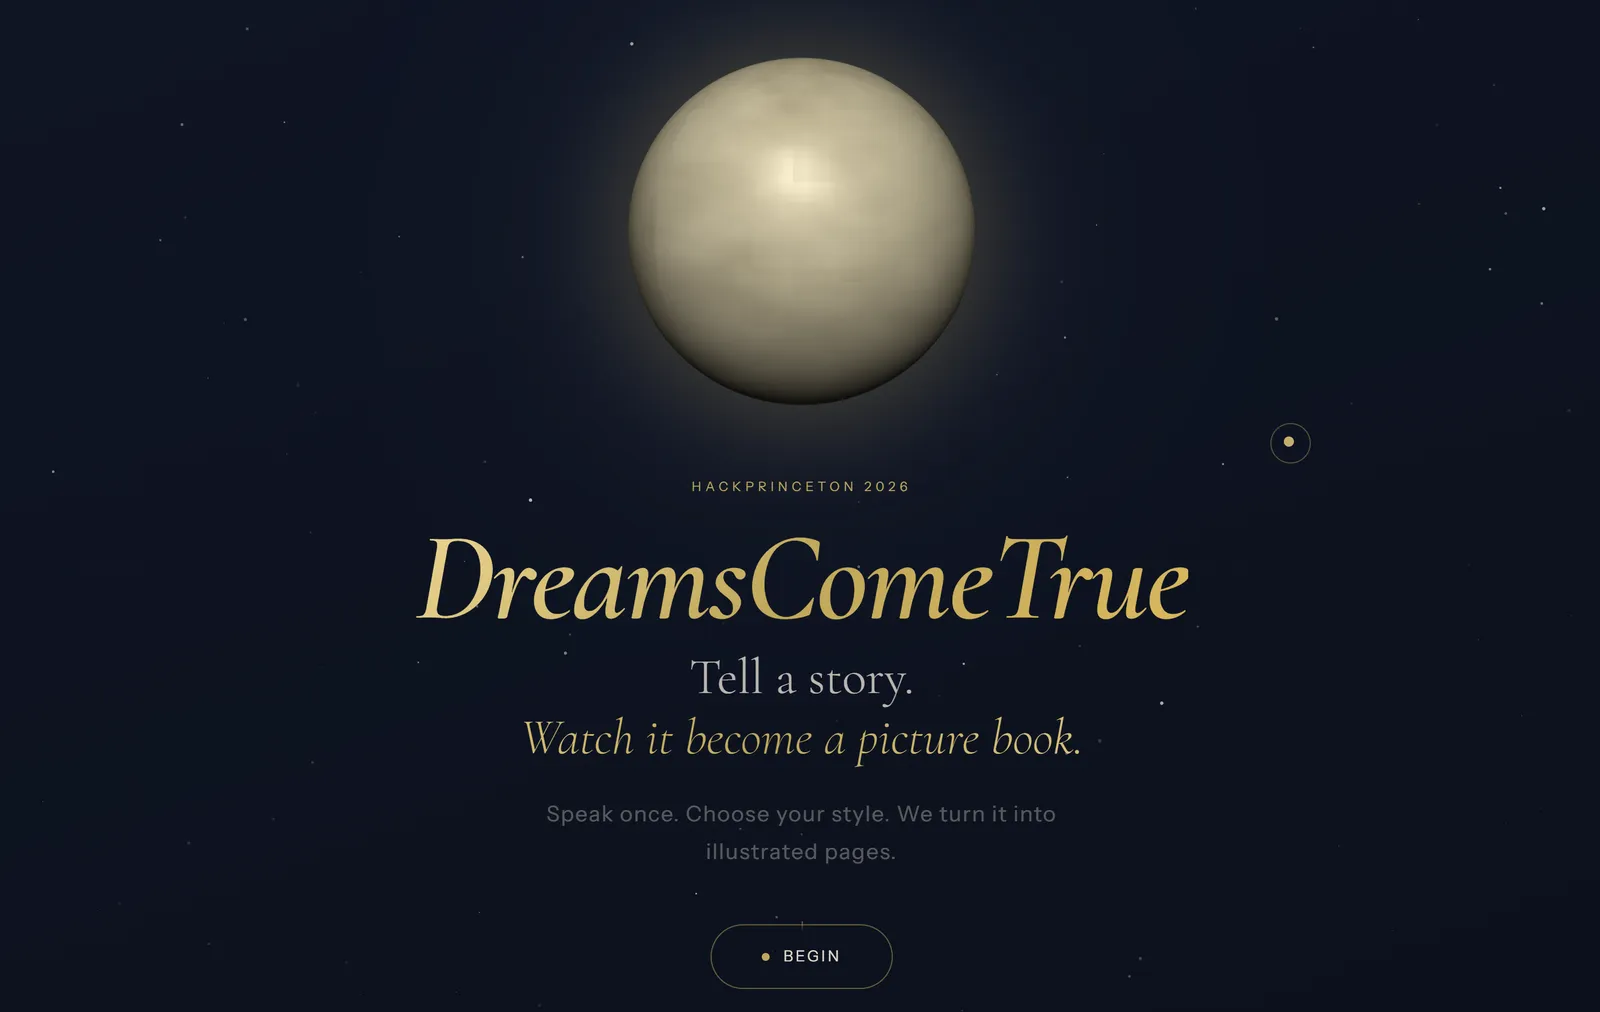 HACKPRINCETON 2026
DreamsComeTrue
Tell a story.
Watch it become a picture book.
Speak once. Choose your style. We turn it into
illustrated pages.
BEGIN